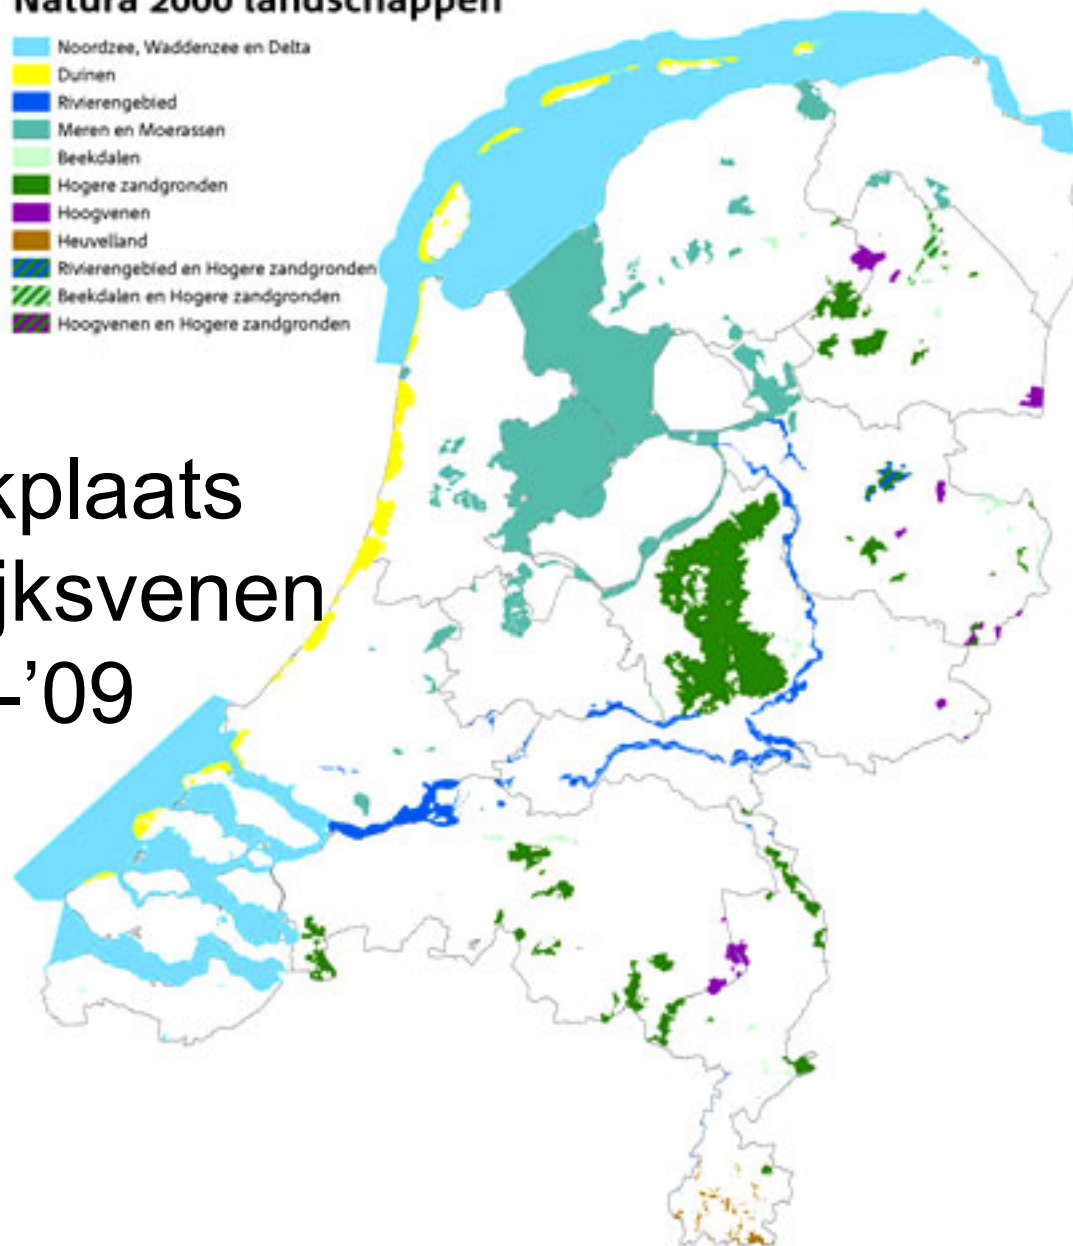 Natura 2000 landschappen
Noordzee, Waddenzee en Delta
Duinen
Rivierengebied
Meren en Moerassen
Beekdalen
Hogere zandgronden
Hoogvenen
Heuvelland
Rivierengebied en Hogere zandgronden
Beekdalen en Hogere zandgronden
Hoogvenen en Hogere zandgronden
kplaats
jksvenen
-’09